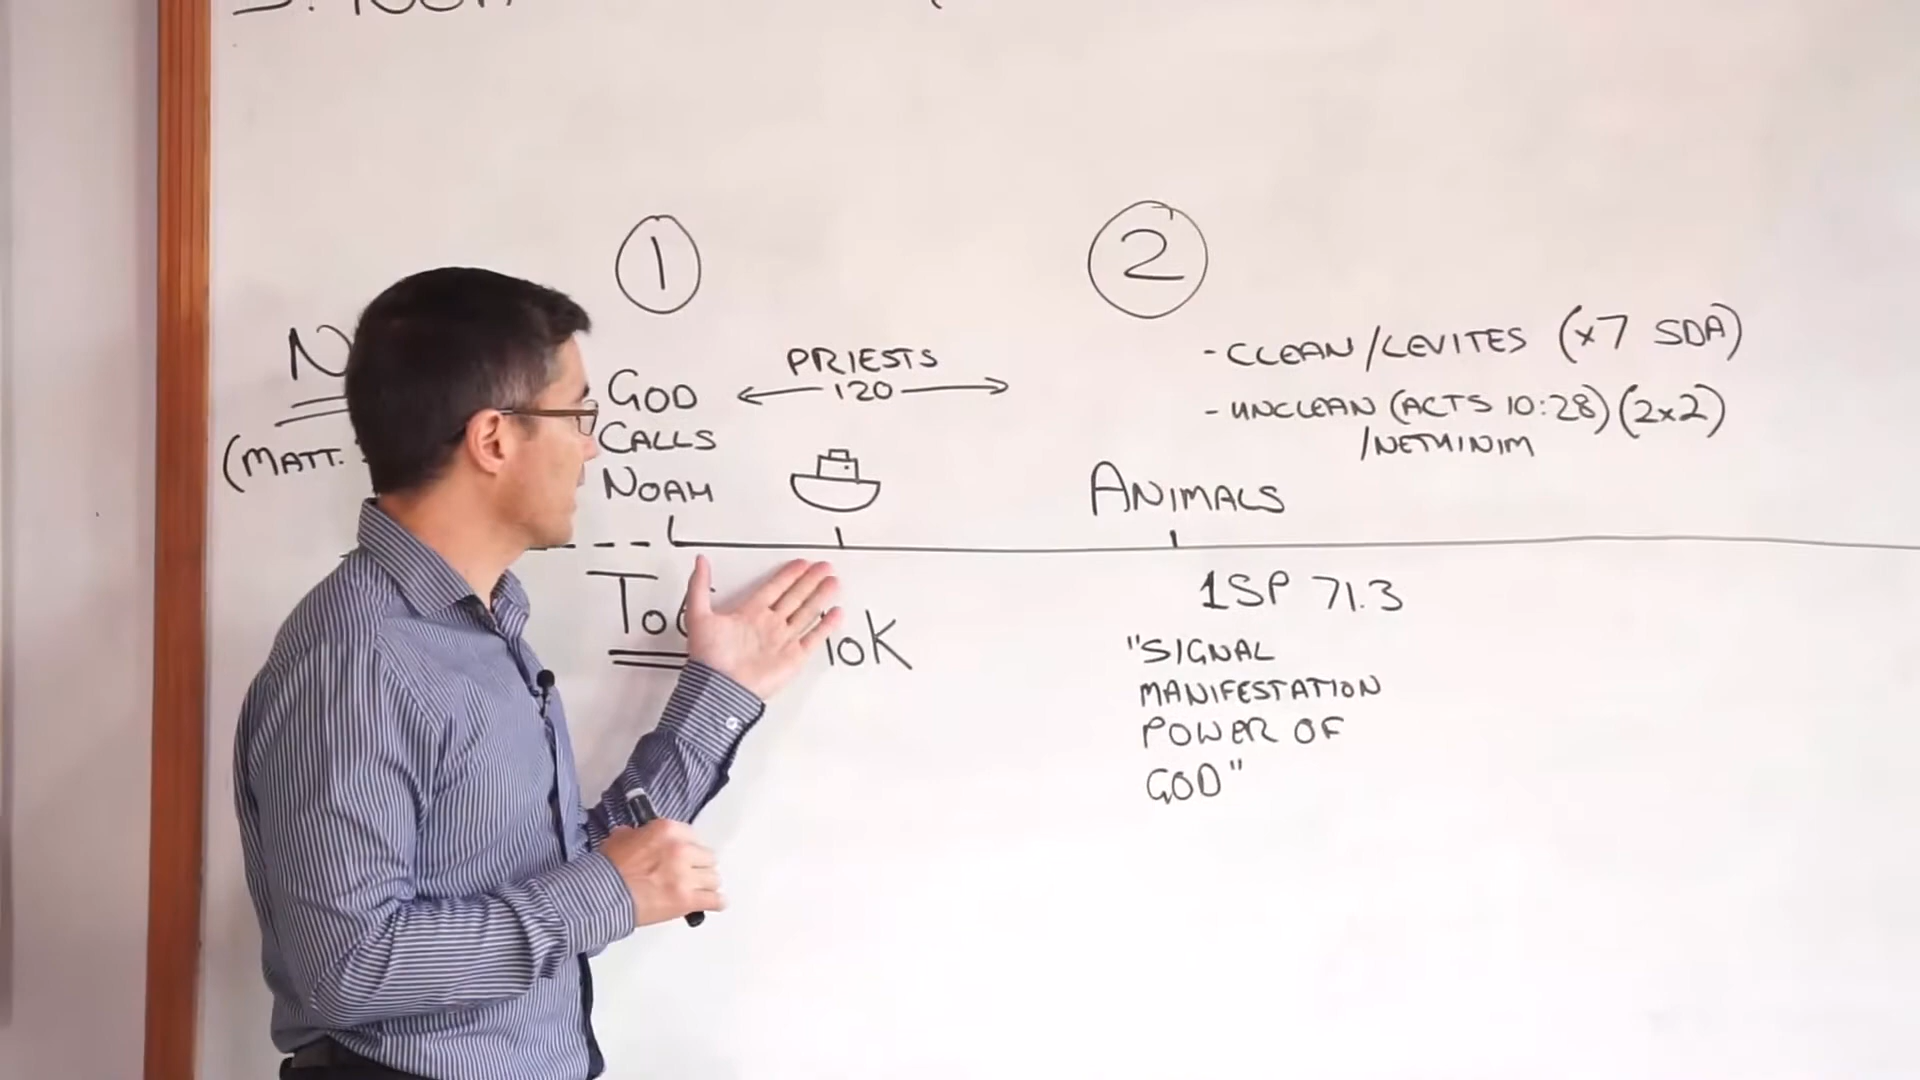 1
2
PRIESTS
120
GOD
CALLS
NOAH
(MATT.
- CLEAN/LEVITES (x7 SDA)
- UNCLEAN (ACTS 10:28) (2x2)
/NETHINIM
ANIMALS
10K
1SP 71.3
"SIGNAL
MANIFESTATION
POWER OF
GOD"